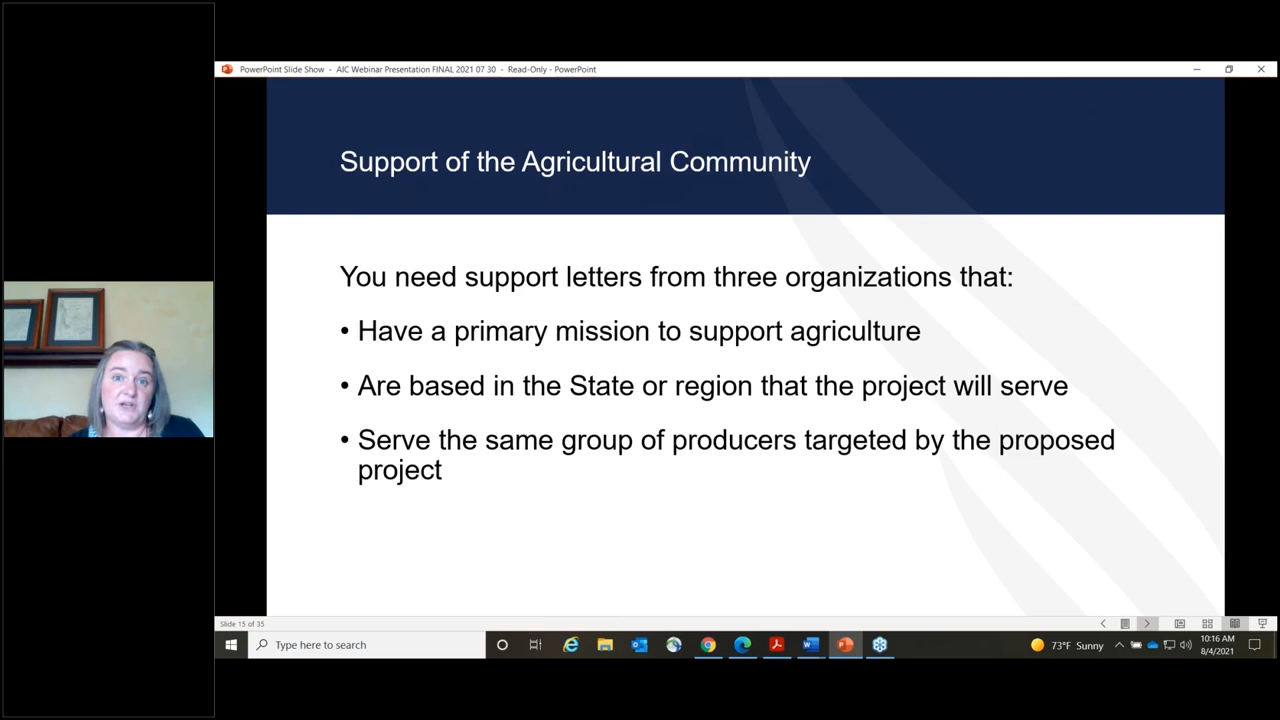 PowerPoint Slide Show - AIC Webinar Presentation FINAL 2021 07 30 - Read-Only - PowerPoint
Support of the Agricultural Community
You need support letters from three organizations that:
• Have a primary mission to support agriculture
• Are based in the State or region that the project will serve
• Serve the same group of producers targeted by the proposed
project
Slide 15 of 35
Type here to search
73°F Sunny
10:16 AM
8/4/2021